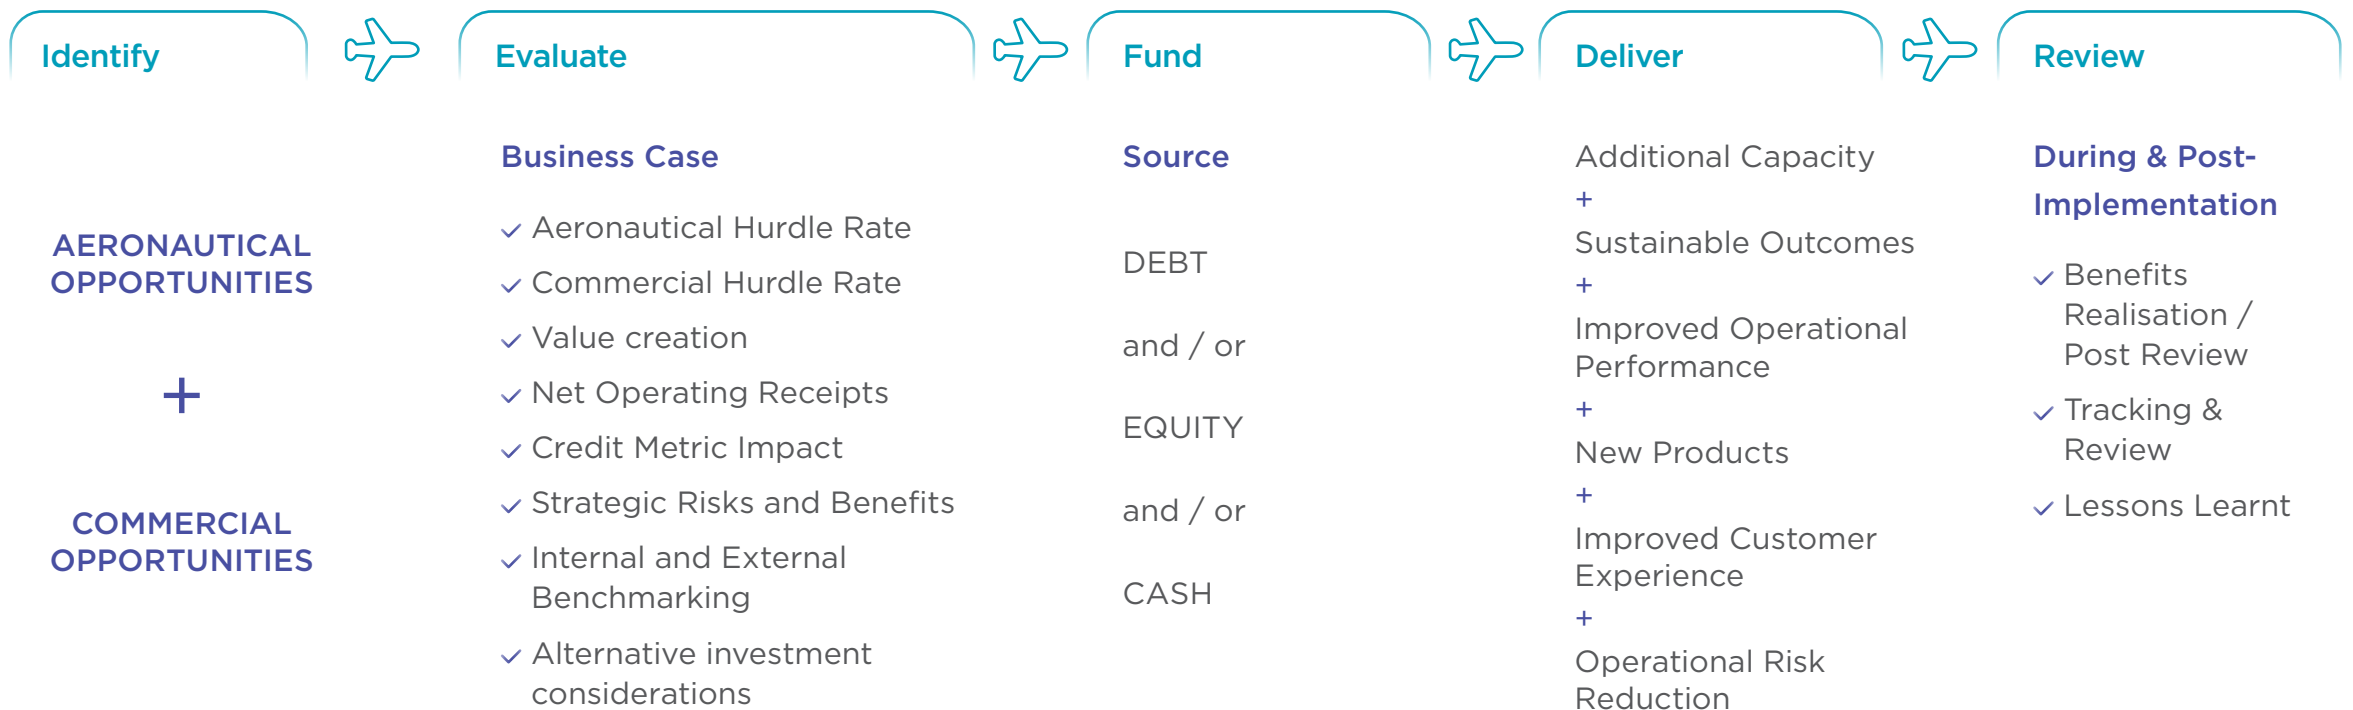 Identify
Evaluate
Fund
Deliver
Review
AERONAUTICAL
OPPORTUNITIES
+
COMMERCIAL
OPPORTUNITIES
Business Case
✓ Aeronautical Hurdle Rate
✓ Commercial Hurdle Rate
✓ Value creation
✓ Net Operating Receipts
✓ Credit Metric Impact
✓ Strategic Risks and Benefits
✓ Internal and External
Benchmarking
✓ Alternative investment
considerations
Source
DEBT
and / or
EQUITY
and / or
CASH
Additional Capacity
+
Sustainable Outcomes
+
Improved Operational
Performance
+
New Products
+
Improved Customer
Experience
+
Operational Risk
Reduction
During & Post-
Implementation
✓ Benefits
Realisation /
Post Review
✓ Tracking &
Review
✓ Lessons Learnt